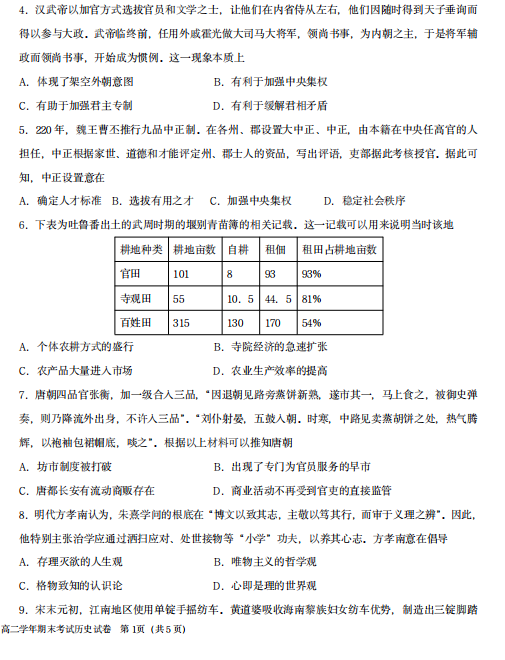 4. 汉武帝以加官方式选拔官员和文学之士，让他们在内省侍从左右，他们因随时得到天子垂询而
得以参与大政。武帝临终前，任用外戚霍光做大司马大将军，领尚书事，为内朝之主，于是将军辅
政而领尚书事，开始成为惯例。这一现象本质上
A. 体现了架空外朝意图 B. 有利于加强中央集权
C. 有助于加强君主专制 D. 有利于缓解君相矛盾
5. 220年，魏王曹丕推行九品中正制。在各州、郡设置大中正、中正，由本籍在中央任高官的人
担任，中正根据家世、道德和才能评定州、郡士人的资品，写出评语，吏部据此考核授官。据此可
知，中正设置意在
A. 确定人才标准 B. 选拔有用之才 C. 加强中央集权 D. 稳定社会秩序
6. 下表为吐鲁番出土的武周时期的堰别青苗簿的相关记载。这一记载可以用来说明当时该地
耕地种类 耕地亩数 自耕 租佃 租田占耕地亩数
官田 101 8 93 93%
寺观田 55 10.5 44.5 81%
百姓田 315 130 170 54%
A. 个体农耕方式的盛行 B. 寺院经济的急速扩张
C. 农产品大量进入市场 D. 农业生产效率的提高
7. 唐朝四品官张衡，加一级合入三品，“因退朝见路旁蒸饼新熟，遂市其一，马上食之，被御史弹
奏，则乃降流外出身，不许入三品”。“刘仆射晏，五鼓入朝。时寒，中路见卖蒸胡饼之处，热气腾
辉，以袍袖包裙帽底，啖之”。根据以上材料可以推知唐朝
A. 坊市制度被打破 B. 出现了专门为官员服务的早市
C. 唐都长安有流动商贩存在 D. 商业活动不再受到官吏的直接监管
8. 明代方孝南认为，朱熹学问的根底在“博文以致其志，主敬以笃其行，而审于义理之辨”。因此，
他特别主张治学应通过洒扫应对、处世接物等“小学”功夫，以养其心志。方孝南意在倡导
A. 存理灭欲的人生观 B. 唯物主义的哲学观
C. 格物致知的认识论 D. 心即是理的世界观
9. 宋末元初，江南地区使用单锭手摇纺车。黄道婆吸收海南黎族妇女纺车优势，制造出三锭脚踏
高二学年期末考试历史试卷 第1页（共5页）